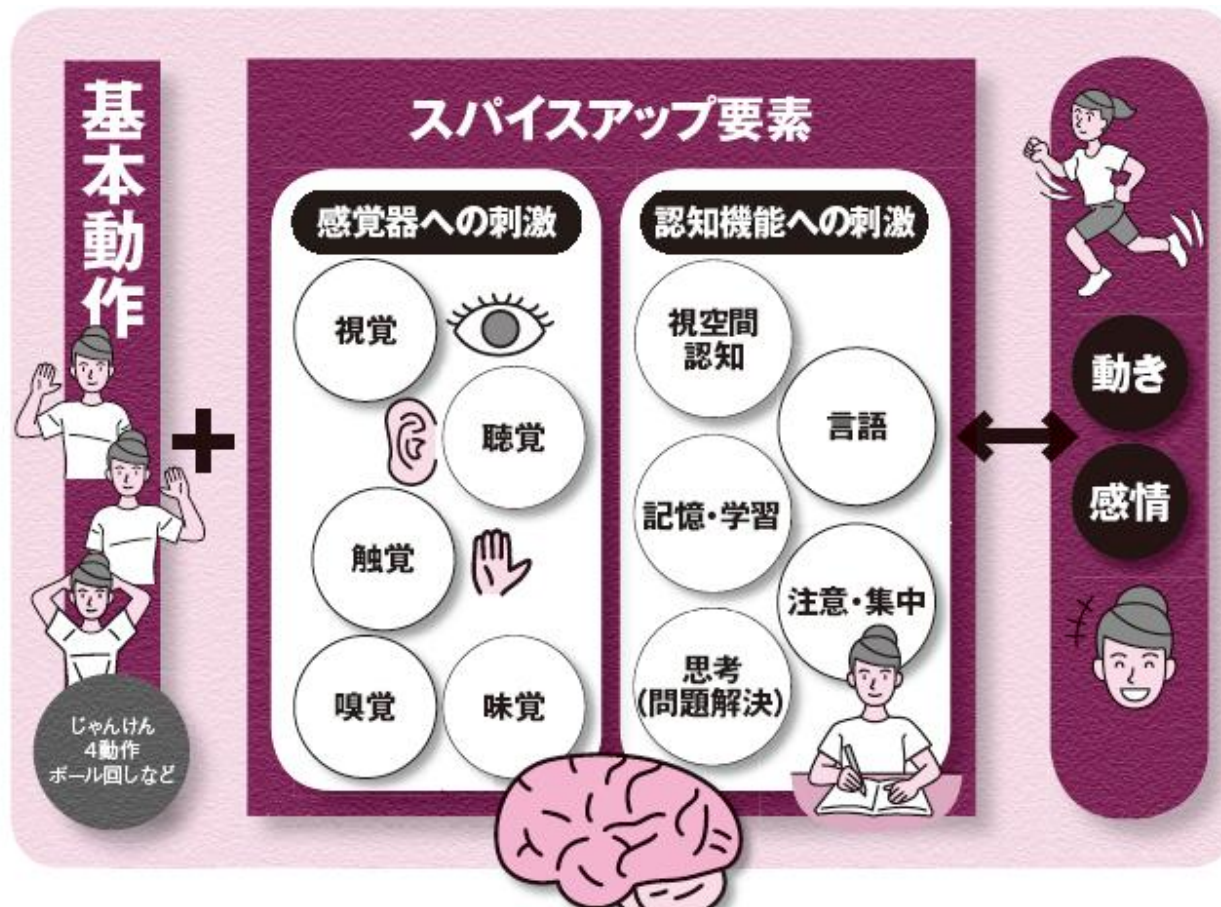 基本動作
じゃんけん
4動作
ボール回しなど
+
スパイスアップ要素
感覚器への刺激
視覚
聴覚
触覚
嗅覚
味覚
認知機能への刺激
視空間
認知
言語
記憶・学習
注意・集中
思考
(問題解決)
動き
感情